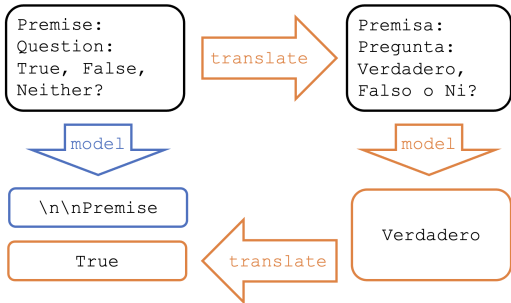 Premise:
Question:
True, False,
Neither?
translate
Premisa:
Pregunta:
Verdadero,
Falso o Ni?
model
model
\n\nPremise
Verdadero
True
translate